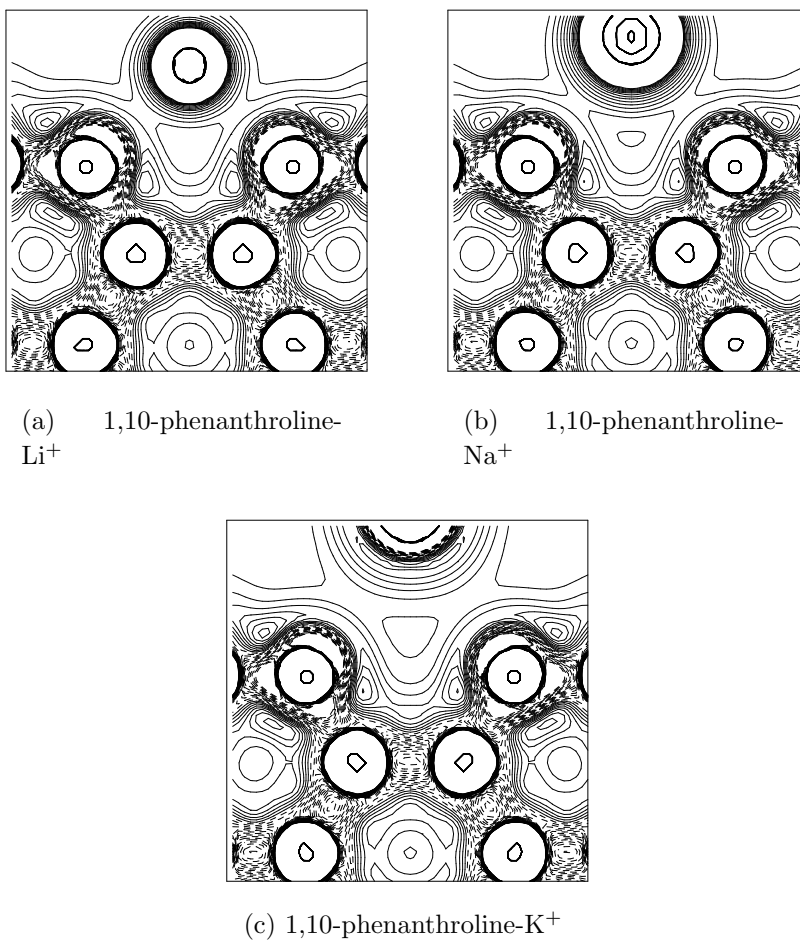 (a) 1,10-phenanthroline-
Li⁺
(b) 1,10-phenanthroline-
Na⁺
(c) 1,10-phenanthroline-K⁺